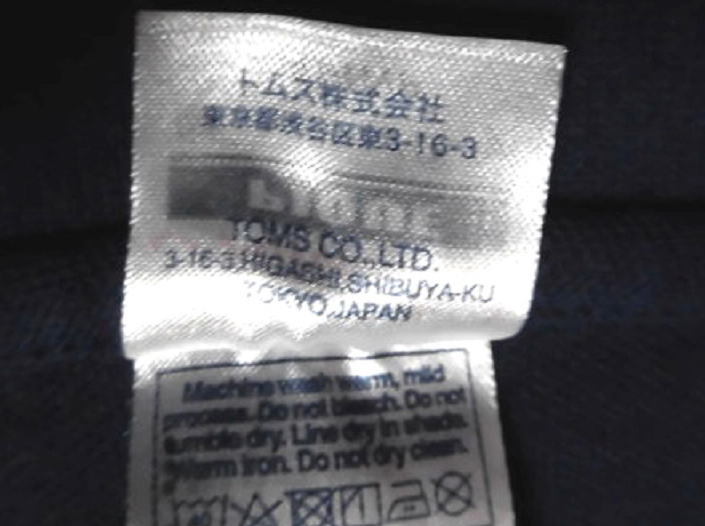 トムス株式会社
東京都渋谷区東3-16-3
TOMS CO.,LTD.
3-16-3,HIGASHI,SHIBUYA-KU
TOKYO,JAPAN
Machine wash warm, mild
process. Do not bleach. Do not
tumble dry. Line dry in shade.
Warm iron. Do not dry clean.
40